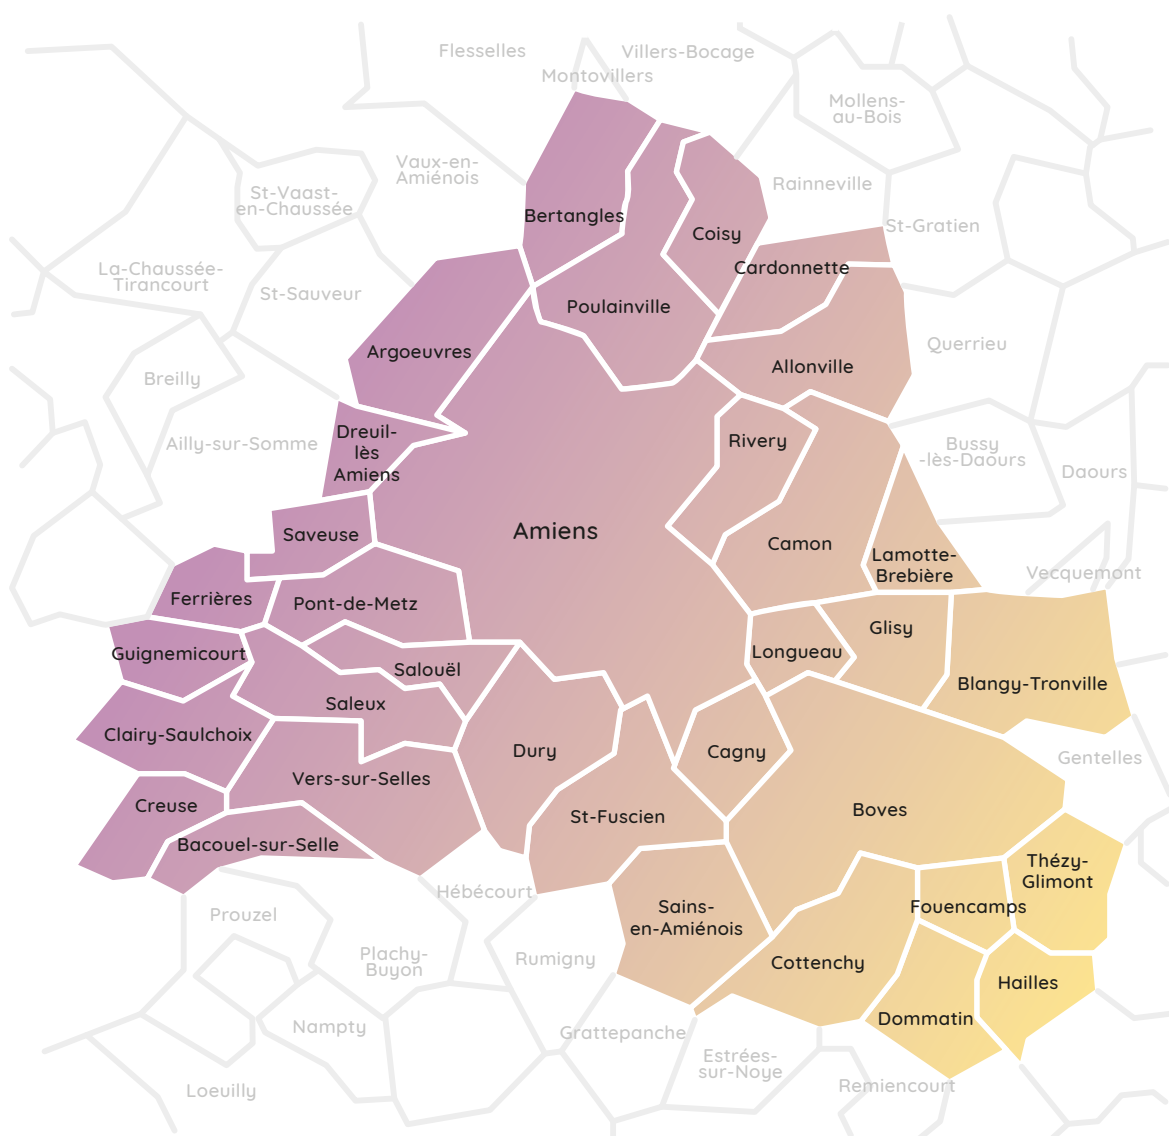 Flesselles
Villers-Bocage
Montovillers
Mollens-
au-Bois
Vaux-en-
Amiénois
Rainneville
St-Vaast-
en-Chaussée
Bertangles
St-Gratien
Coisy
La-Chaussée-
Tirancourt
Cardonnette
St-Sauveur
Poulainville
Querrieu
Argoeuvres
Allonville
Breilly
Dreuil-
lès
Amiens
Rivery
Ailly-sur-Somme
Bussy
-lès-Daours
Daours
Saveuse
Amiens
Camon
Lamotte-
Brebière
Vecquemont
Ferrières
Pont-de-Metz
Glisy
Guignemicourt
Longueau
Salouël
Blangy-Tronville
Saleux
Clairy-Saulchoix
Dury
Cagny
Gentelles
Vers-sur-Selles
Creuse
Boves
St-Fuscien
Bacouel-sur-Selle
Thézy-
Glimont
Hébécourt
Fouencamps
Prouzel
Sains-
en-Amiénois
Plachy-
Buyon
Rumigny
Cottenchy
Hailles
Nampty
Grattepanche
Dommatin
Estrées-
sur-Noye
Loeuilly
Remiencourt